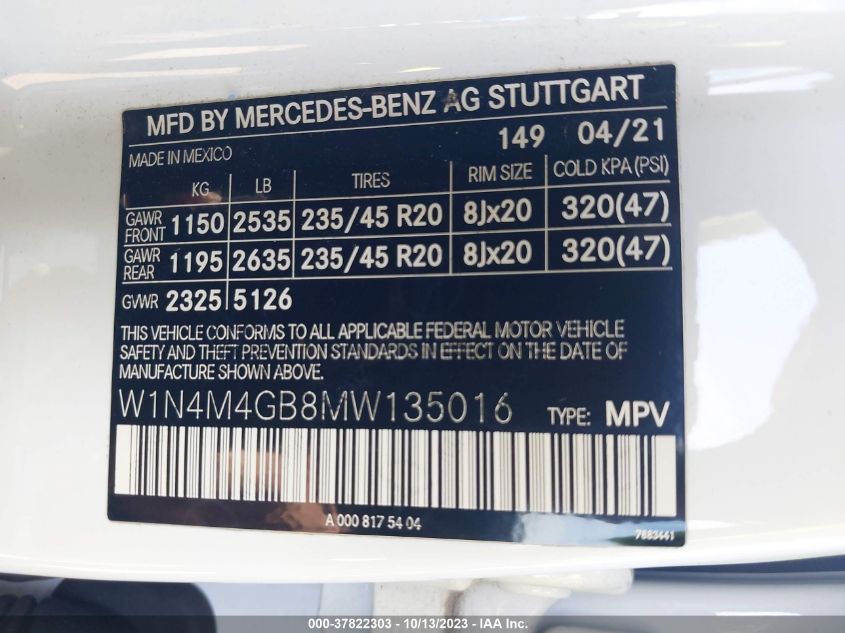 MFD BY MERCEDES-BENZ AG STUTTGART
149 04/21
MADE IN MEXICO
KG LB TIRES RIM SIZE COLD KPA (PSI)
GAWR FRONT 1150 2535 235/45 R20 8Jx20 320(47)
GAWR REAR 1195 2635 235/45 R20 8Jx20 320(47)
GVWR 2325 5126
THIS VEHICLE CONFORMS TO ALL APPLICABLE FEDERAL MOTOR VEHICLE
SAFETY AND THEFT PREVENTION STANDARDS IN EFFECT ON THE DATE OF
MANUFACTURE SHOWN ABOVE.
W1N4M4GB8MW135016 TYPE: MPV
A 000 817 54 04
7883441
000-37822303 - 10/13/2023 - IAA Inc.